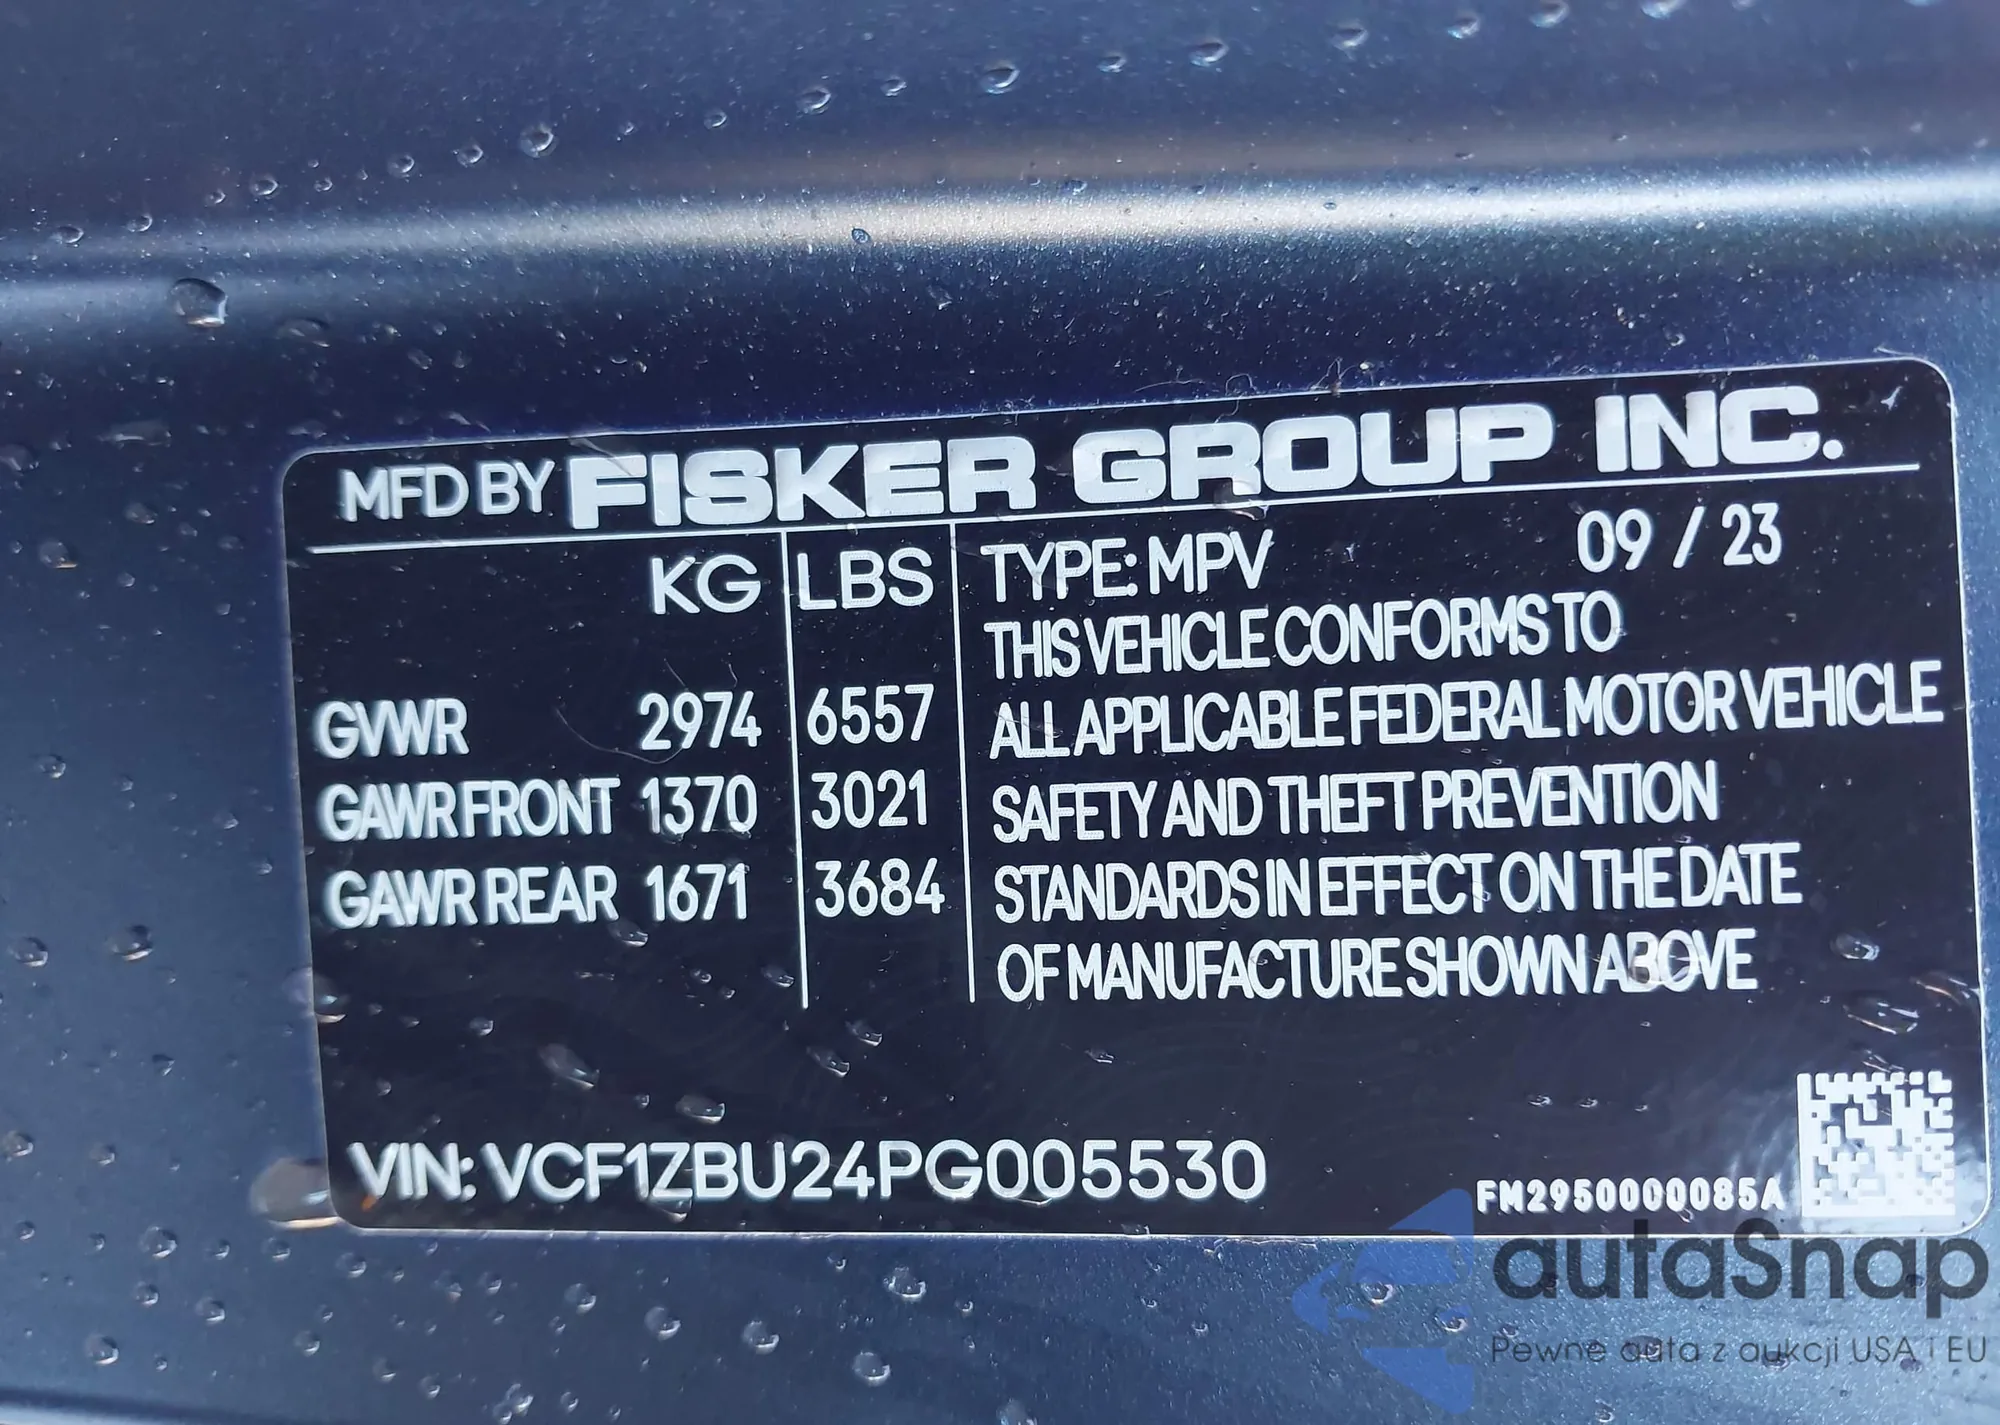 MFD BY FISKER GROUP INC.
KG LBS TYPE: MPV 09 / 23
THIS VEHICLE CONFORMS TO
GVWR 2974 6557 ALL APPLICABLE FEDERAL MOTOR VEHICLE
GAWR FRONT 1370 3021 SAFETY AND THEFT PREVENTION
GAWR REAR 1671 3684 STANDARDS IN EFFECT ON THE DATE
OF MANUFACTURE SHOWN ABOVE
VIN: VCF1ZBU24PG005530
FM2950000085A
autaSnap
Pewne auta z aukcji USA i EU